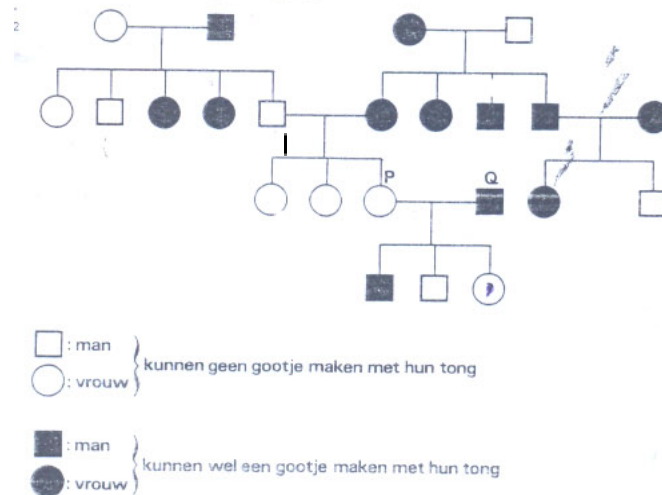 2
P
Q
: man
: vrouw
kunnen geen gootje maken met hun tong
: man
: vrouw
kunnen wel een gootje maken met hun tong